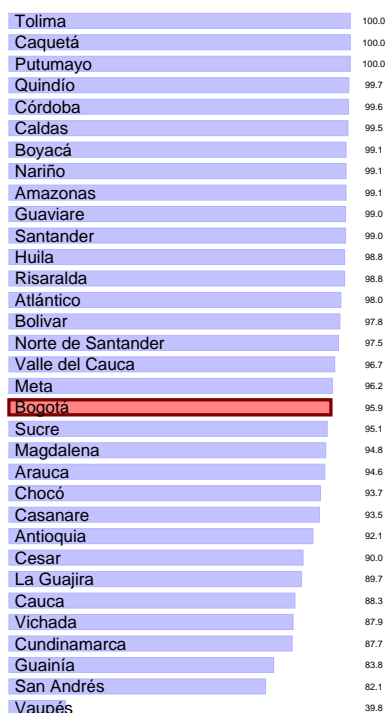 Tolima 100.0
Caquetá 100.0
Putumayo 100.0
Quindío 99.7
Córdoba 99.6
Caldas 99.5
Boyacá 99.1
Nariño 99.1
Amazonas 99.1
Guaviare 99.0
Santander 99.0
Huila 98.8
Risaralda 98.8
Atlántico 98.0
Bolivar 97.8
Norte de Santander 97.5
Valle del Cauca 96.7
Meta 96.2
Bogotá 95.9
Sucre 95.1
Magdalena 94.8
Arauca 94.6
Chocó 93.7
Casanare 93.5
Antioquia 92.1
Cesar 90.0
La Guajira 89.7
Cauca 88.3
Vichada 87.9
Cundinamarca 87.7
Guainía 83.8
San Andrés 82.1
Vaupés 39.8